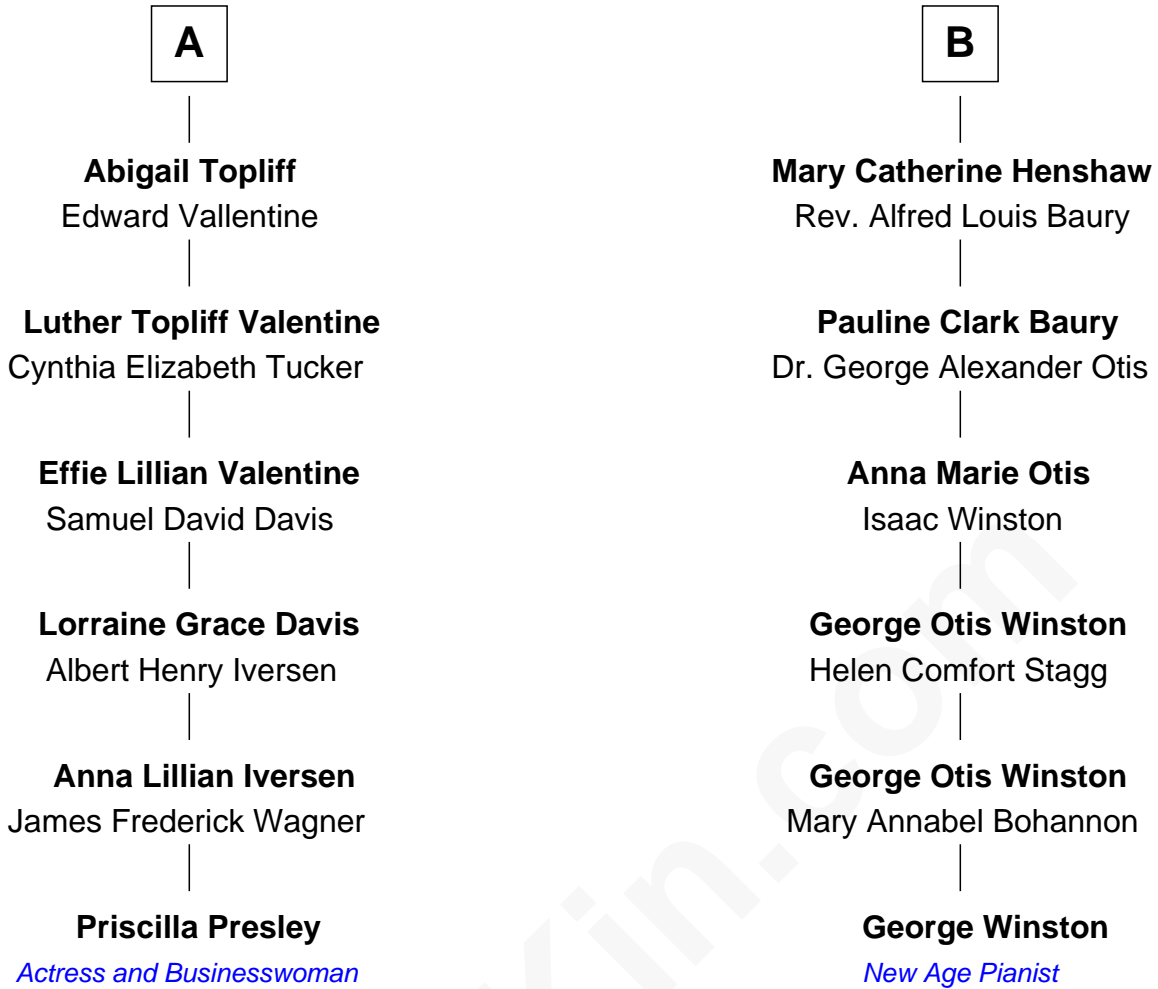 A
Abigail Topliff
Edward Vallentine
Luther Topliff Valentine
Cynthia Elizabeth Tucker
Effie Lillian Valentine
Samuel David Davis
Lorraine Grace Davis
Albert Henry Iversen
Anna Lillian Iversen
James Frederick Wagner
Priscilla Presley
Actress and Businesswoman
B
Mary Catherine Henshaw
Rev. Alfred Louis Baury
Pauline Clark Baury
Dr. George Alexander Otis
Anna Marie Otis
Isaac Winston
George Otis Winston
Helen Comfort Stagg
George Otis Winston
Mary Annabel Bohannon
George Winston
New Age Pianist
Kin.com